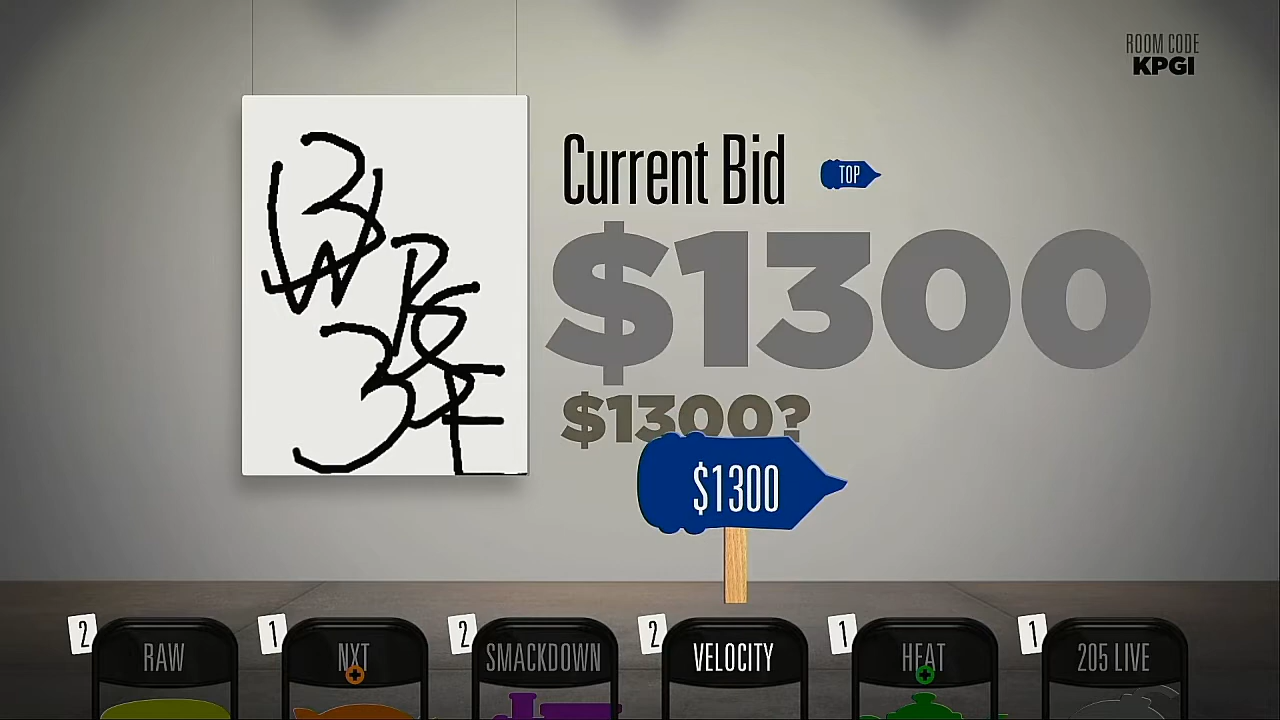 ROOM CODE
KPGI
Current Bid
TOP
$1300
$1300?
$1300
2
RAW
1
NXT
2
SMACKDOWN
2
VELOCITY
1
HEAT
1
205 LIVE